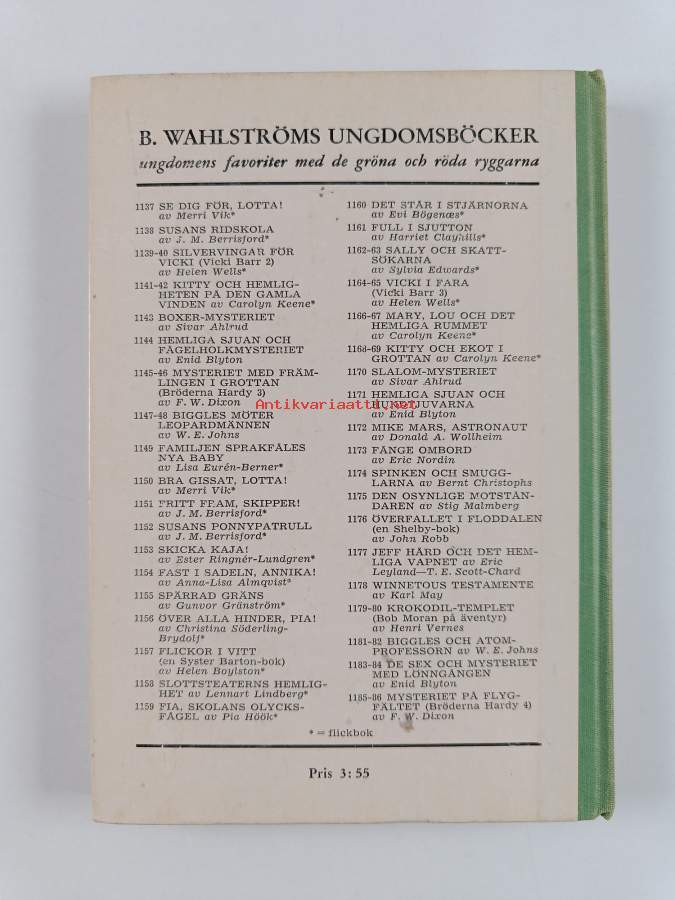 B. WAHLSTRÖMS UNGDOMSBÖCKER
ungdomens favoriter med de gröna och röda ryggarna
1137 SE DIG FÖR, LOTTA!
av Merri Vik*
1138 SUSANS RIDSKOLA
av J. M. Berrisford*
1139-40 SILVERVINGAR FÖR
VICKI (Vicki Barr 2)
av Helen Wells*
1141-42 KITTY OCH HEMLIG-
HETEN PÅ DEN GAMLA
VINDEN av Carolyn Keene*
1143 BOXER-MYSTERIET
av Sivar Ahlrud
1144 HEMLIGA SJUAN OCH
FÅGELHOLKMYSTERIET
av Enid Blyton
1145-46 MYSTERIET MED FRÄM-
LINGEN I GROTTAN
(Bröderna Hardy 3)
av F. W. Dixon
1147-48 BIGGLES MÖTER
LEOPARDMÄNNEN
av W. E. Johns
1149 FAMILJEN SPRAKFÅLES
NYA BABY
av Lisa Eurén-Berner*
1150 BRA GISSAT, LOTTA!
av Merri Vik*
1151 FRITT FRAM, SKIPPER!
av J. M. Berrisford*
1152 SUSANS PONNYPATRULL
av J. M. Berrisford*
1153 SKICKA KAJA!
av Ester Ringnér-Lundgren*
1154 FAST I SADELN, ANNIKA!
av Anna-Lisa Almqvist*
1155 SPÄRRAD GRÄNS
av Gunvor Gränström*
1156 ÖVER ALLA HINDER, PIA!
av Christina Söderling-
Brydolf*
1157 FLICKOR I VITT
(en Syster Barton-bok)
av Helen Boylston*
1158 SLOTTSTEATERNS HEMLIG-
HET av Lennart Lindberg*
1159 FIA, SKOLANS OLYCKS-
FÅGEL av Pia Höök*
1160 DET STÅR I STJÄRNORNA
av Evi Bögenæs*
1161 FULL I SJUTTON
av Harriet Clayhills*
1162-63 SALLY OCH SKATT-
SÖKARNA
av Sylvia Edwards*
1164-65 VICKI I FARA
(Vicki Barr 3)
av Helen Wells*
1166-67 MARY, LOU OCH DET
HEMLIGA RUMMET
av Carolyn Keene*
1168-69 KITTY OCH EKOT I
GROTTAN av Carolyn Keene*
1170 SLALOM-MYSTERIET
av Sivar Ahlrud
1171 HEMLIGA SJUAN OCH
HUNDTJUVARNA
av Enid Blyton
1172 MIKE MARS, ASTRONAUT
av Donald A. Wollheim
1173 FÅNGE OMBORD
av Eric Nordin
1174 SPINKEN OCH SMUGG-
LARNA av Bernt Christophs
1175 DEN OSYNLIGE MOTSTÅN-
DAREN av Stig Malmberg
1176 ÖVERFALLET I FLODDALEN
(en Shelby-bok)
av John Robb
1177 JEFF HÅRD OCH DET HEM-
LIGA VAPNET av Eric
Leyland—T. E. Scott-Chard
1178 WINNETOUS TESTAMENTE
av Karl May
1179-80 KROKODIL-TEMPLET
(Bob Moran på äventyr)
av Henri Vernes
1181-82 BIGGLES OCH ATOM-
PROFESSORN av W. E. Johns
1183-84 DE SEX OCH MYSTERIET
MED LÖNNGÅNGEN
av Enid Blyton
1185-86 MYSTERIET PÅ FLYG-
FÄLTET (Bröderna Hardy 4)
av F. W. Dixon
* = flickbok
Pris 3: 55
Antikvariaatti.net